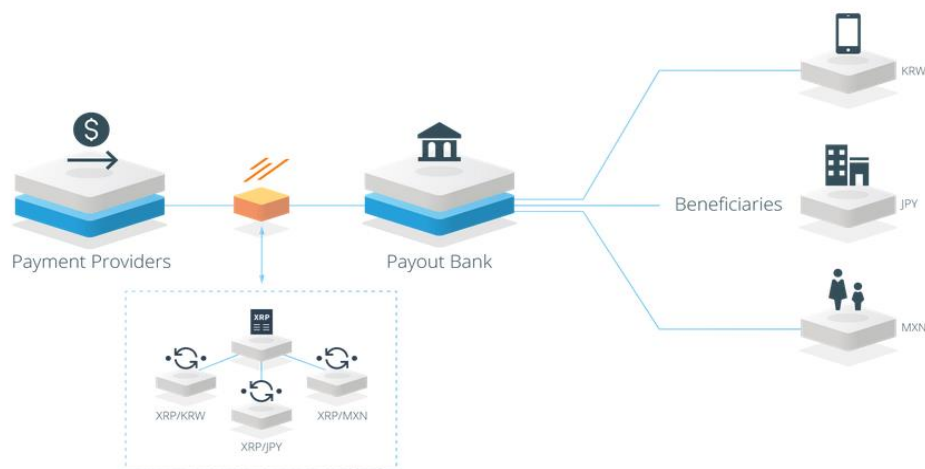 KRW
$
Beneficiaries
JPY
Payment Providers
Payout Bank
XRP
MXN
XRP/KRW
XRP/MXN
XRP/JPY